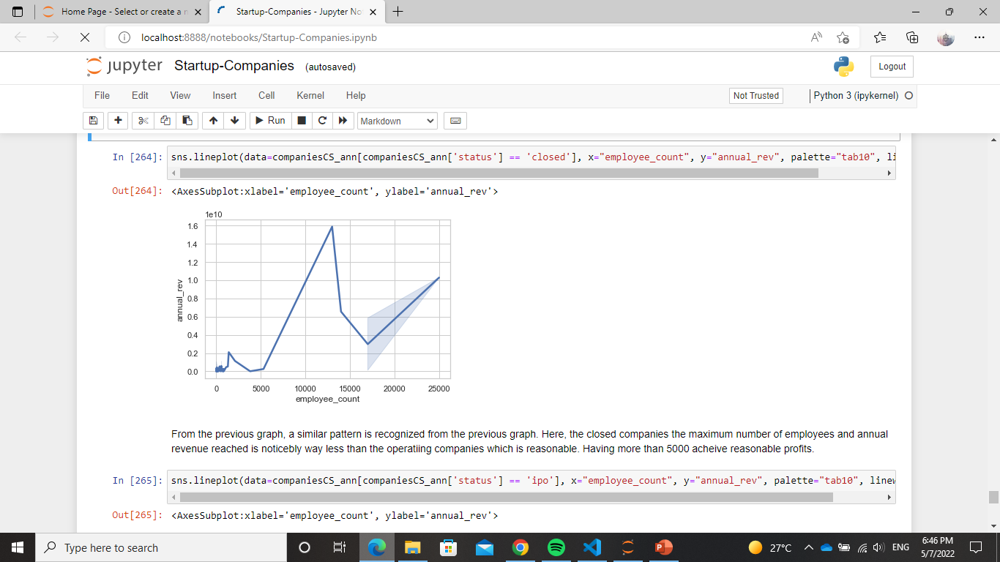 Home Page - Select or create a n
Startup-Companies - Jupyter No
localhost:8888/notebooks/Startup-Companies.ipynb
jupyter Startup-Companies (autosaved)
Logout
File Edit View Insert Cell Kernel Help
Not Trusted
Python 3 (ipykernel)
Run
Markdown
In [264]: sns.lineplot(data=companiesCS_ann[companiesCS_ann['status'] == 'closed'], x="employee_count", y="annual_rev", palette="tab10", li
Out[264]: <AxesSubplot:xlabel='employee_count', ylabel='annual_rev'>
1e10
1.6
1.4
1.2
1.0
0.8
0.6
0.4
0.2
0.0
annual_rev
0 5000 10000 15000 20000 25000
employee_count
From the previous graph, a similar pattern is recognized from the previous graph. Here, the closed companies the maximum number of employees and annual
revenue reached is noticebly way less than the operatiing companies which is reasonable. Having more than 5000 acheive reasonable profits.
In [265]: sns.lineplot(data=companiesCS_ann[companiesCS_ann['status'] == 'ipo'], x="employee_count", y="annual_rev", palette="tab10", linew
Out[265]: <AxesSubplot:xlabel='employee_count', ylabel='annual_rev'>
Type here to search
27°C
ENG
6:46 PM
5/7/2022